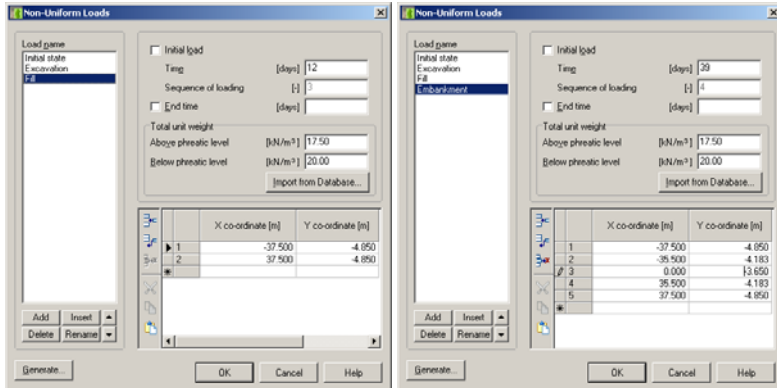 Non-Uniform Loads
Load name
Initial state
Excavation
Fill
Add Insert
Delete Rename
Generate...
Initial load
Time [days] 12
Sequence of loading [-] 3
End time [days]
Total unit weight
Above phreatic level [kN/m³] 17.50
Below phreatic level [kN/m³] 20.00
Import from Database...
X co-ordinate [m] Y co-ordinate [m]
1 -37.500 -4.850
2 37.500 -4.850
OK Cancel Help
Non-Uniform Loads
Load name
Initial state
Excavation
Fill
Embankment
Add Insert
Delete Rename
Generate...
Initial load
Time [days] 39
Sequence of loading [-] 4
End time [days]
Total unit weight
Above phreatic level [kN/m³] 17.50
Below phreatic level [kN/m³] 20.00
Import from Database...
X co-ordinate [m] Y co-ordinate [m]
1 -37.500 -4.850
2 -35.500 -4.183
3 0.000 -3.650
4 35.500 -4.183
5 37.500 -4.850
OK Cancel Help